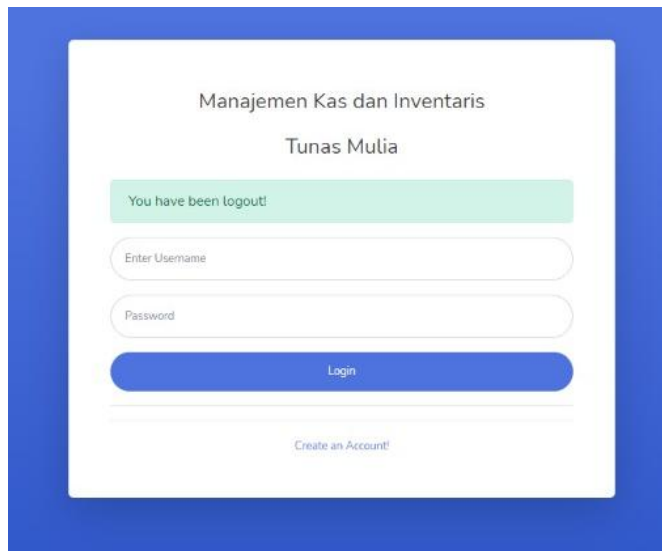 Manajemen Kas dan Inventaris
Tunas Mulia
You have been logout!
Enter Username
Password
Login
Create an Account!